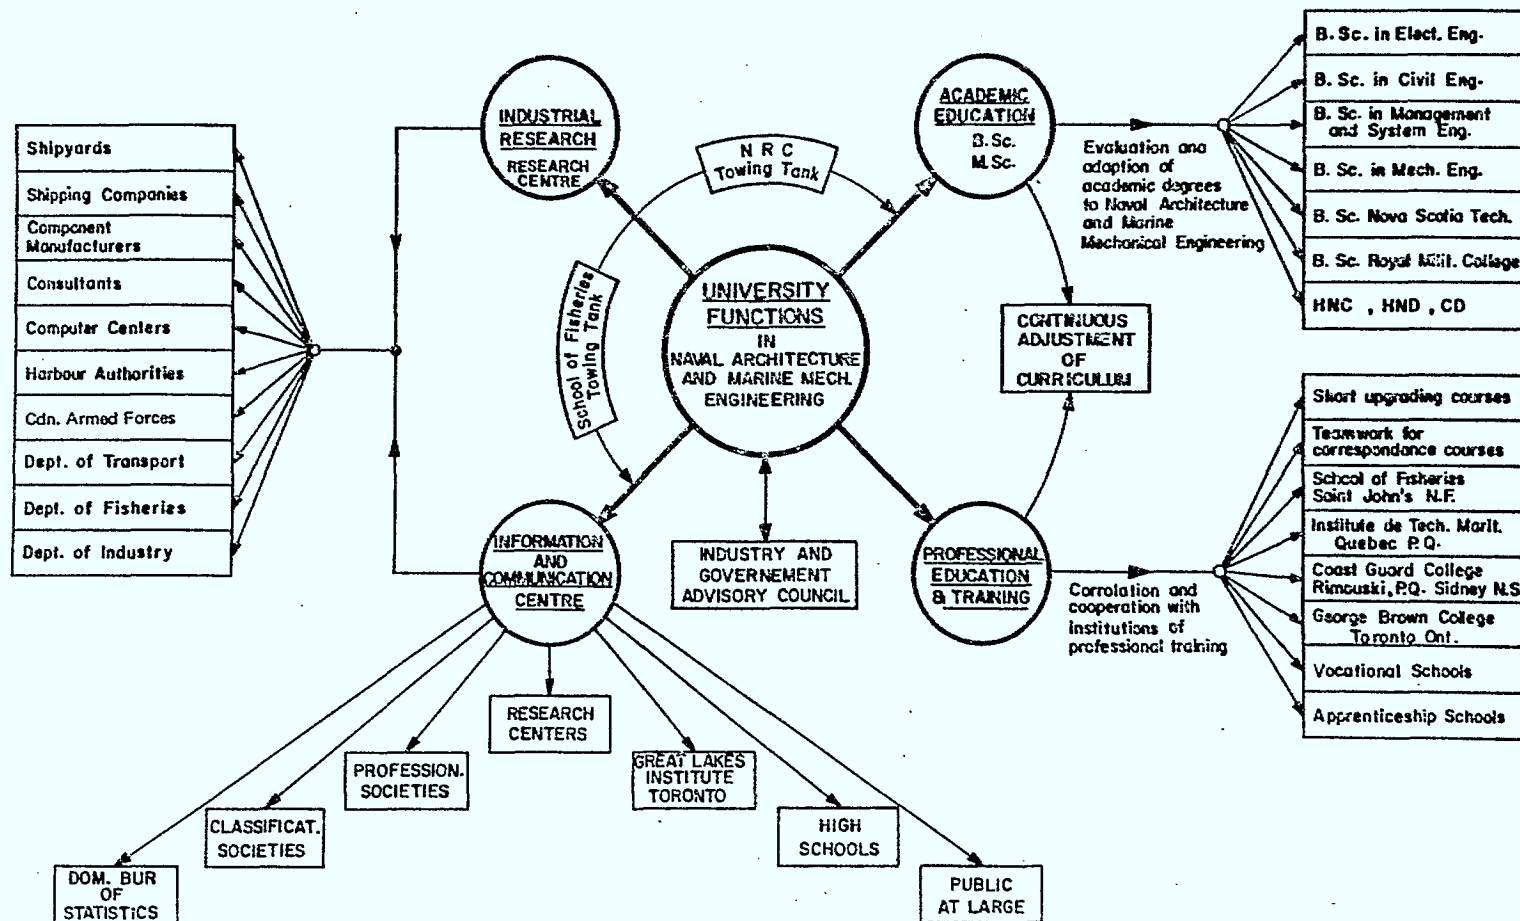 INDUSTRIAL
RESEARCH
RESEARCH
CENTRE
ACADEMIC
EDUCATION
B.Sc.
M.Sc.
N R C
Towing Tank
School of Fisheries
Towing Tank
UNIVERSITY
FUNCTIONS
IN
NAVAL ARCHITECTURE
AND MARINE MECH.
ENGINEERING
Shipyards
Shipping Companies
Component
Manufacturers
Consultants
Computer Centers
Harbour Authorities
Cdn. Armed Forces
Dept. of Transport
Dept. of Fisheries
Dept. of Industry
Evaluation and
adaption of
academic degrees
to Naval Architecture
and Marine
Mechanical Engineering
B. Sc. in Elect. Eng.
B. Sc. in Civil Eng.
B. Sc. in Management
and System Eng.
B. Sc. in Mech. Eng.
B. Sc. Nova Scotia Tech.
B. Sc. Royal Milit. College
HNC , HND , CD
CONTINUOUS
ADJUSTMENT
OF
CURRICULUM
INFORMATION
AND
COMMUNICATION
CENTRE
INDUSTRY AND
GOVERNEMENT
ADVISORY COUNCIL
PROFESSIONAL
EDUCATION
& TRAINING
Corrolation and
cooperation with
institutions of
professional training
Short upgrading courses
Teamwork for
correspondance courses
School of Fisheries
Saint John's N.F.
Institute de Tech. Marit.
Quebec P.Q.
Coast Guard College
Rimouski, P.Q. Sidney N.S
George Brown College
Toronto Ont.
Vocational Schools
Apprenticeship Schools
RESEARCH
CENTERS
PROFESSION.
SOCIETIES
GREAT LAKES
INSTITUTE
TORONTO
CLASSIFICAT.
SOCIETIES
HIGH
SCHOOLS
DOM. BUR
OF
STATISTICS
PUBLIC
AT LARGE